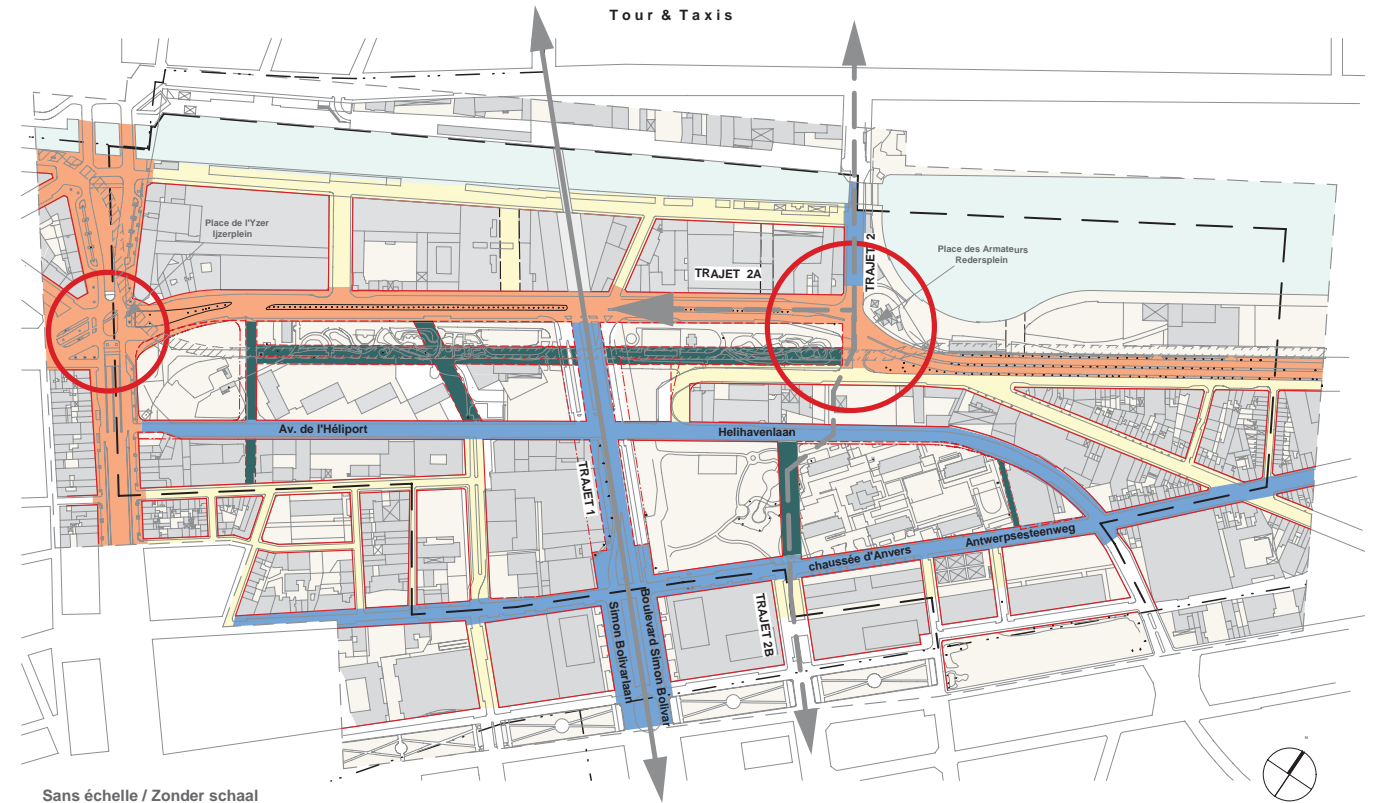 Tour & Taxis
Place de l'Yzer
Ijzerplein
Place des Armateurs
Redersplein
TRAJET 2
TRAJET 2A
Av. de l'Héliport
Helihavenlaan
TRAJET 1
Antwerpsesteenweg
chaussée d'Anvers
TRAJET 2B
Simon Bolivarlaan
Boulevard Simon Bolivar
Sans échelle / Zonder schaal